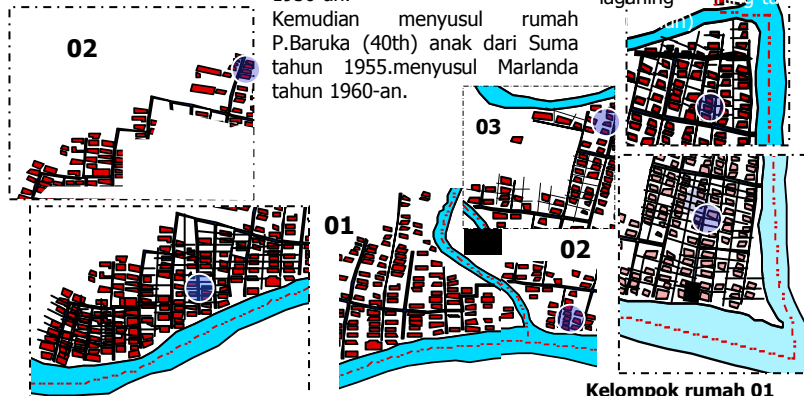 02
Kemudian menyusul rumah
P.Baruka (40th) anak dari Suma
tahun 1955.menyusul Marlanda
tahun 1960-an.
03
01
02
Kelompok rumah 01